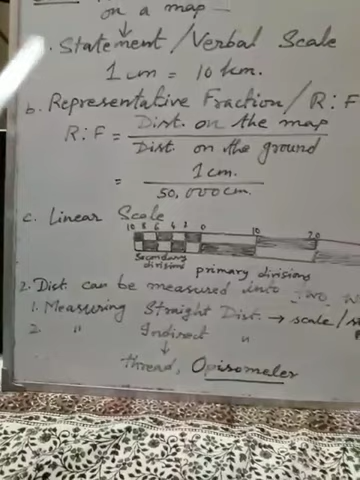 on a map
. Statement / Verbal Scale
1 cm = 10 km.
b. Representative Fraction / R:F
R:F = Dist. on the map
Dist. on the ground
= 1 cm.
50,000 cm.
c. Linear Scale
10 8 6 4 2 0 10 20
Secondary divisions primary divisions
2. Dist. can be measured into two
1. Measuring Straight Dist. → scale /
2. " Indirect "
thread, Opisometer